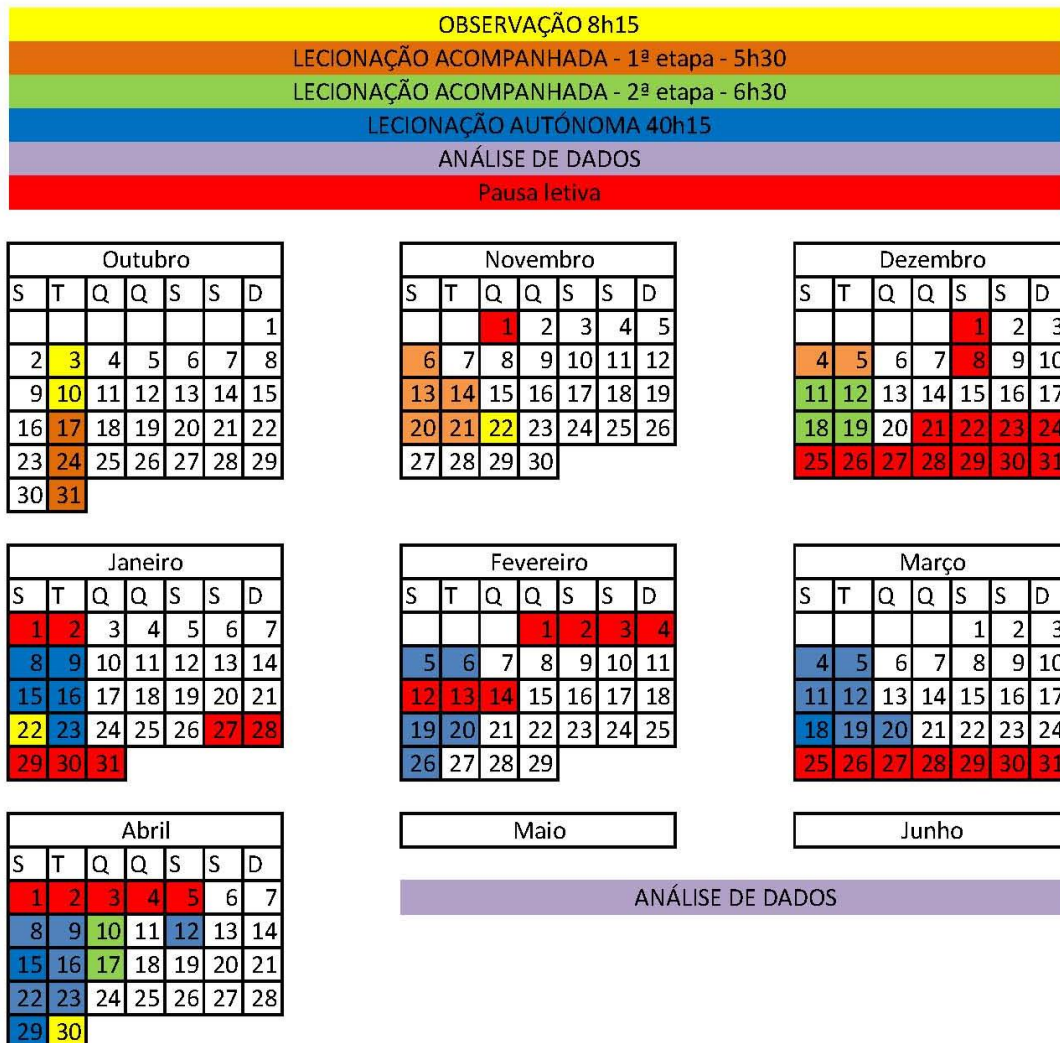 OBSERVAÇÃO 8h15
LECIONAÇÃO ACOMPANHADA - 1ª etapa - 5h30
LECIONAÇÃO ACOMPANHADA - 2ª etapa - 6h30
LECIONAÇÃO AUTÓNOMA 40h15
ANÁLISE DE DADOS
Pausa letiva
Outubro
S T Q Q S S D
1
2 3 4 5 6 7 8
9 10 11 12 13 14 15
16 17 18 19 20 21 22
23 24 25 26 27 28 29
30 31
Novembro
S T Q Q S S D
1 2 3 4 5
6 7 8 9 10 11 12
13 14 15 16 17 18 19
20 21 22 23 24 25 26
27 28 29 30
Dezembro
S T Q Q S S D
1 2 3
4 5 6 7 8 9 10
11 12 13 14 15 16 17
18 19 20 21 22 23 24
25 26 27 28 29 30 31
Janeiro
S T Q Q S S D
1 2 3 4 5 6 7
8 9 10 11 12 13 14
15 16 17 18 19 20 21
22 23 24 25 26 27 28
29 30 31
Fevereiro
S T Q Q S S D
1 2 3 4
5 6 7 8 9 10 11
12 13 14 15 16 17 18
19 20 21 22 23 24 25
26 27 28 29
Março
S T Q Q S S D
1 2 3
4 5 6 7 8 9 10
11 12 13 14 15 16 17
18 19 20 21 22 23 24
25 26 27 28 29 30 31
Abril
S T Q Q S S D
1 2 3 4 5 6 7
8 9 10 11 12 13 14
15 16 17 18 19 20 21
22 23 24 25 26 27 28
29 30
Maio
Junho
ANÁLISE DE DADOS